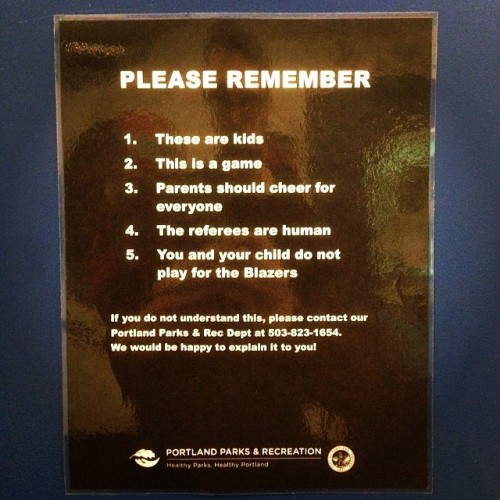 PLEASE REMEMBER
1. These are kids
2. This is a game
3. Parents should cheer for
everyone
4. The referees are human
5. You and your child do not
play for the Blazers
If you do not understand this, please contact our
Portland Parks & Rec Dept at 503-823-1654.
We would be happy to explain it to you!
PORTLAND PARKS & RECREATION
Healthy Parks, Healthy Portland